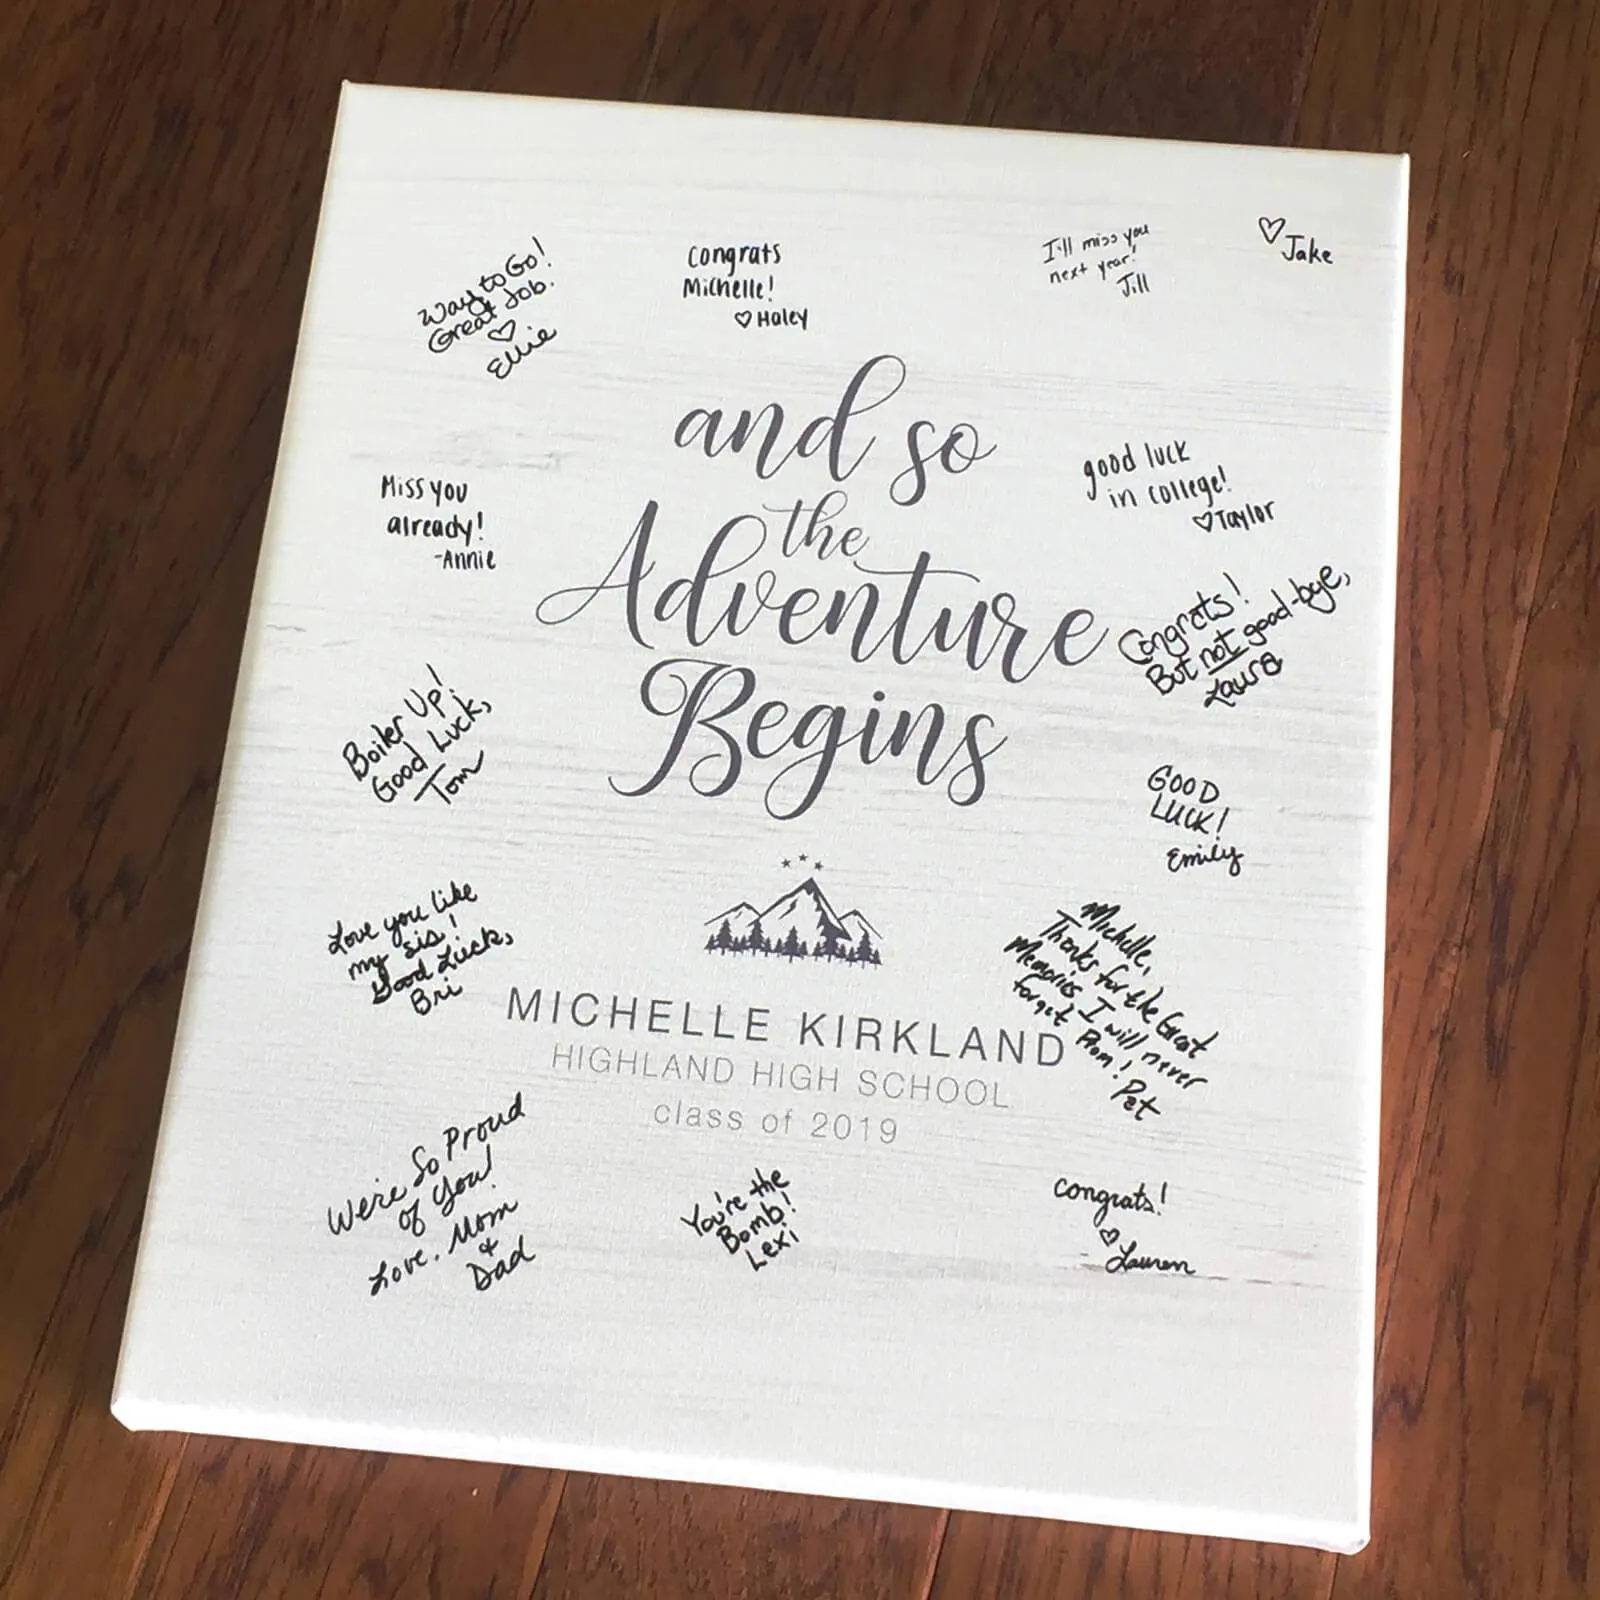 Way to Go!
Great Job.
♡
Ellie
Congrats
Michelle!
♡ Haley
I'll miss you
next year!
Jill
♡ Jake
and so
the
Adventure
Begins
Miss you
already!
-Annie
good luck
in college!
♡ Taylor
Congrats!
But not good-bye,
Laura
Boiler Up!
Good Luck,
Tom
GOOD
LUCK!
Emily
Love you like
my sis!
Good Luck,
Bri
Michelle,
Thanks for the Great
Memories I will never
forget Prom!
Pat
MICHELLE KIRKLAND
HIGHLAND HIGH SCHOOL
class of 2019
We're So Proud
of You!
Love, Mom
&
Dad
You're the
Bomb!
Lexi
congrats!
♡
Lauren